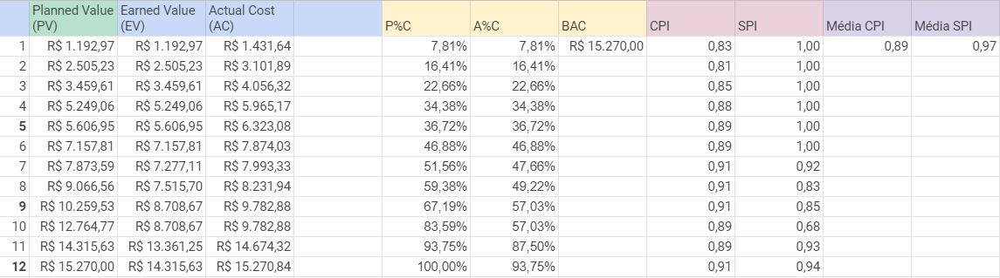 Planned Value (PV) Earned Value (EV) Actual Cost (AC) P%C A%C BAC CPI SPI Média CPI Média SPI
1 R$ 1.192,97 R$ 1.192,97 R$ 1.431,64 7,81% 7,81% R$ 15.270,00 0,83 1,00 0,89 0,97
2 R$ 2.505,23 R$ 2.505,23 R$ 3.101,89 16,41% 16,41% 0,81 1,00
3 R$ 3.459,61 R$ 3.459,61 R$ 4.056,32 22,66% 22,66% 0,85 1,00
4 R$ 5.249,06 R$ 5.249,06 R$ 5.965,17 34,38% 34,38% 0,88 1,00
5 R$ 5.606,95 R$ 5.606,95 R$ 6.323,08 36,72% 36,72% 0,89 1,00
6 R$ 7.157,81 R$ 7.157,81 R$ 7.874,03 46,88% 46,88% 0,89 1,00
7 R$ 7.873,59 R$ 7.277,11 R$ 7.993,33 51,56% 47,66% 0,91 0,92
8 R$ 9.066,56 R$ 7.515,70 R$ 8.231,94 59,38% 49,22% 0,91 0,83
9 R$ 10.259,53 R$ 8.708,67 R$ 9.782,88 67,19% 57,03% 0,91 0,85
10 R$ 12.764,77 R$ 8.708,67 R$ 9.782,88 83,59% 57,03% 0,89 0,68
11 R$ 14.315,63 R$ 13.361,25 R$ 14.674,32 93,75% 87,50% 0,89 0,93
12 R$ 15.270,00 R$ 14.315,63 R$ 15.270,84 100,00% 93,75% 0,91 0,94